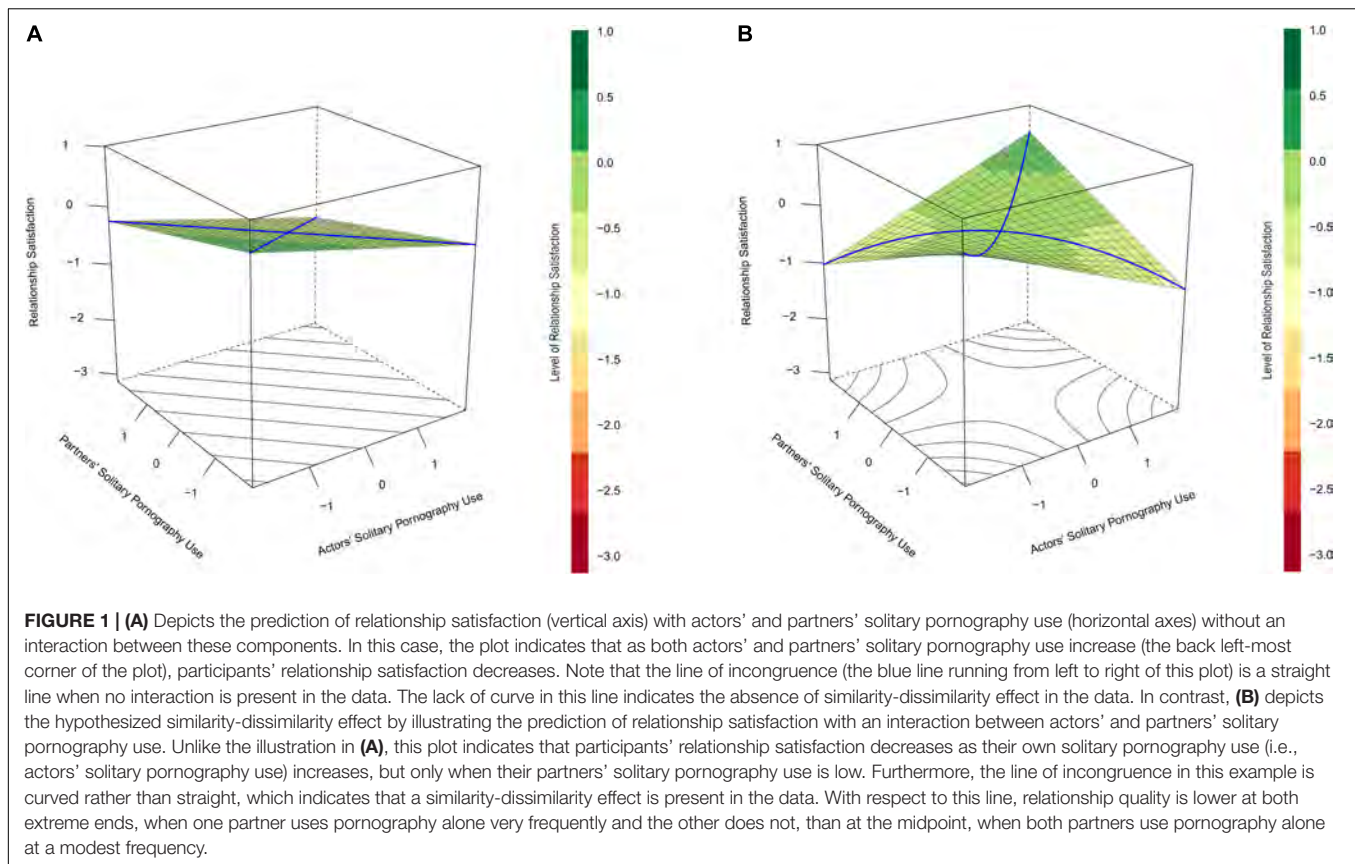 A
1
0
−1
−2
−3
Relationship Satisfaction
1
0
−1
Partners' Solitary Pornography Use
−1
0
1
Actors' Solitary Pornography Use
1.0
0.5
0.0
−0.5
−1.0
−1.5
−2.0
−2.5
−3.0
Level of Relationship Satisfaction
B
1
0
−1
−2
−3
Relationship Satisfaction
1
0
−1
Partners' Solitary Pornography Use
−1
0
1
Actors' Solitary Pornography Use
1.0
0.5
0.0
−0.5
−1.0
−1.5
−2.0
−2.5
−3.0
Level of Relationship Satisfaction
FIGURE 1 | (A) Depicts the prediction of relationship satisfaction (vertical axis) with actors' and partners' solitary pornography use (horizontal axes) without an
interaction between these components. In this case, the plot indicates that as both actors' and partners' solitary pornography use increase (the back left-most
corner of the plot), participants' relationship satisfaction decreases. Note that the line of incongruence (the blue line running from left to right of this plot) is a straight
line when no interaction is present in the data. The lack of curve in this line indicates the absence of similarity-dissimilarity effect in the data. In contrast, (B) depicts
the hypothesized similarity-dissimilarity effect by illustrating the prediction of relationship satisfaction with an interaction between actors' and partners' solitary
pornography use. Unlike the illustration in (A), this plot indicates that participants' relationship satisfaction decreases as their own solitary pornography use (i.e.,
actors' solitary pornography use) increases, but only when their partners' solitary pornography use is low. Furthermore, the line of incongruence in this example is
curved rather than straight, which indicates that a similarity-dissimilarity effect is present in the data. With respect to this line, relationship quality is lower at both
extreme ends, when one partner uses pornography alone very frequently and the other does not, than at the midpoint, when both partners use pornography alone
at a modest frequency.